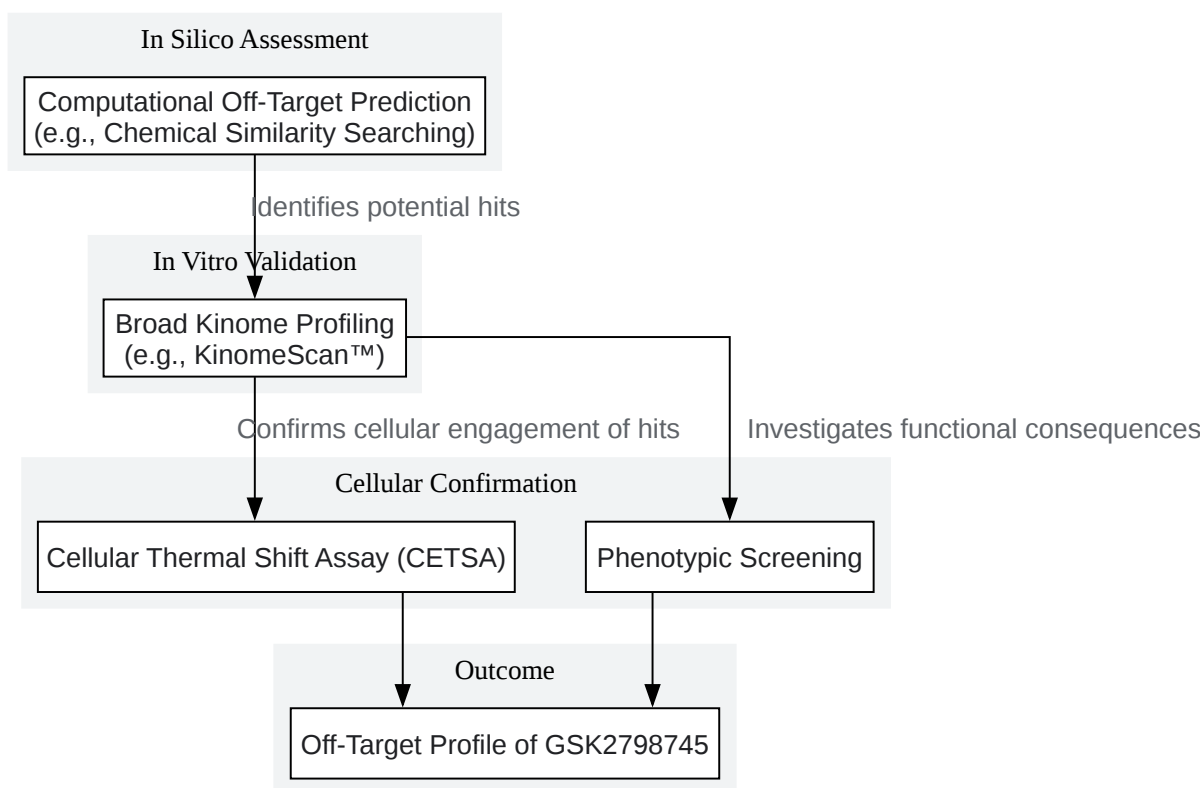 In Silico Assessment
Computational Off-Target Prediction
(e.g., Chemical Similarity Searching)
Identifies potential hits
In Vitro Validation
Broad Kinome Profiling
(e.g., KinomeScan™)
Confirms cellular engagement of hits
Investigates functional consequences
Cellular Confirmation
Cellular Thermal Shift Assay (CETSA)
Phenotypic Screening
Outcome
Off-Target Profile of GSK2798745